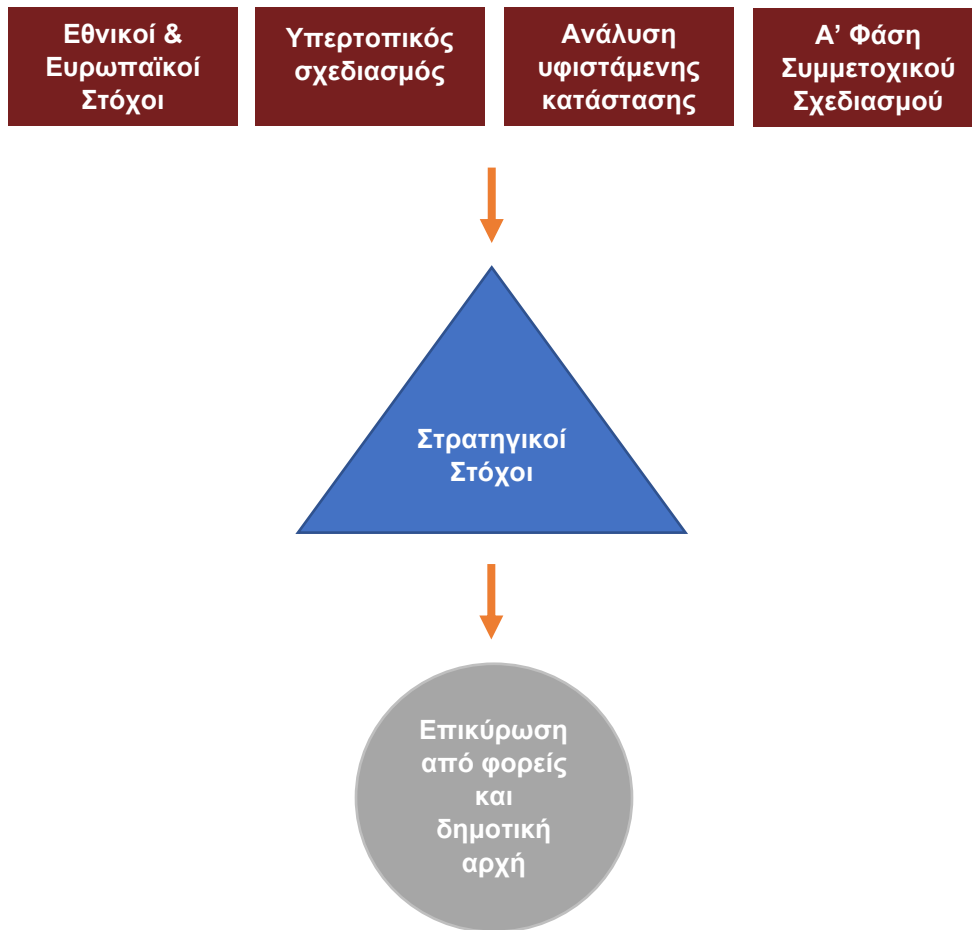 Εθνικοί &
Ευρωπαϊκοί
Στόχοι
Υπερτοπικός
σχεδιασμός
Ανάλυση
υφιστάμενης
κατάστασης
Α’ Φάση
Συμμετοχικού
Σχεδιασμού
Στρατηγικοί
Στόχοι
Επικύρωση
από φορείς
και
δημοτική
αρχή